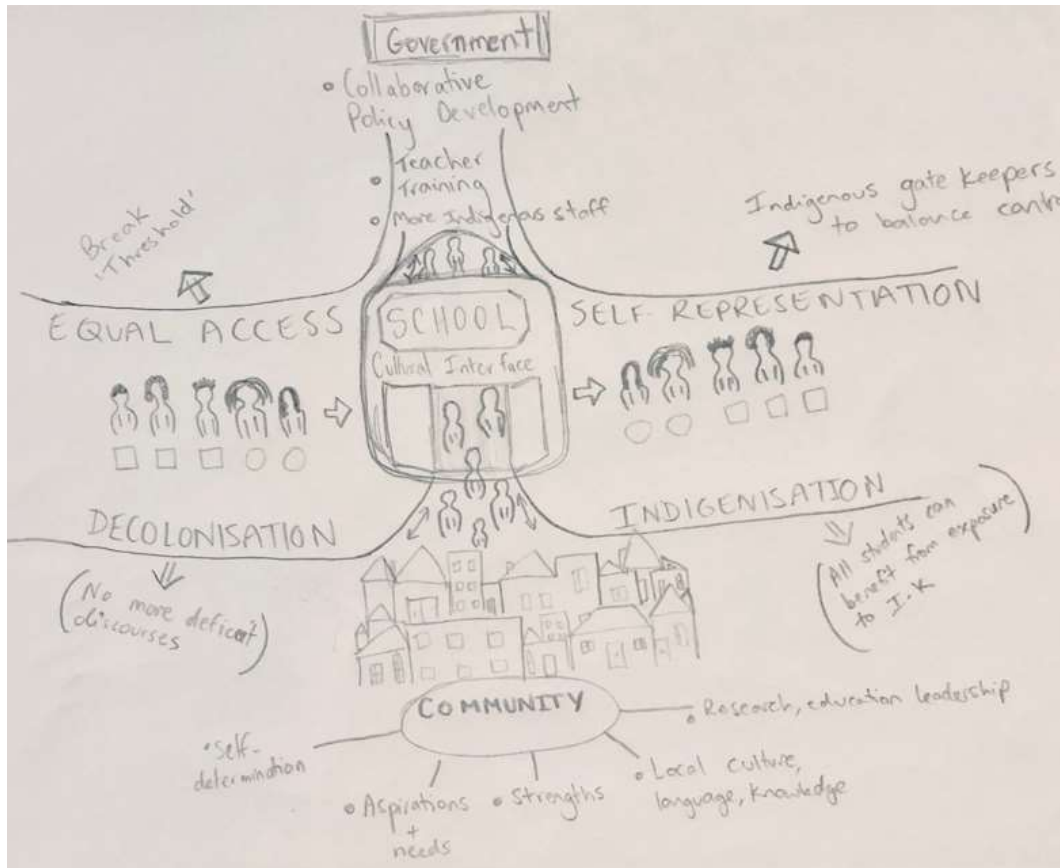 Government
• Collaborative
Policy Development
• Teacher
Training
• More Indigenous staff
Break
'Threshold'
Indigenous gate keepers
to balance
EQUAL ACCESS
SCHOOL
SELF-REPRESENTATION
Cultural Interface
DECOLONISATION
INDIGENISATION
(No more deficit
discourses)
(All students can
benefit from exposure
to I-K)
COMMUNITY
• Self-
determination
• Aspirations
+
needs
• Strengths
• Local culture,
language, knowledge
• Research, education leadership